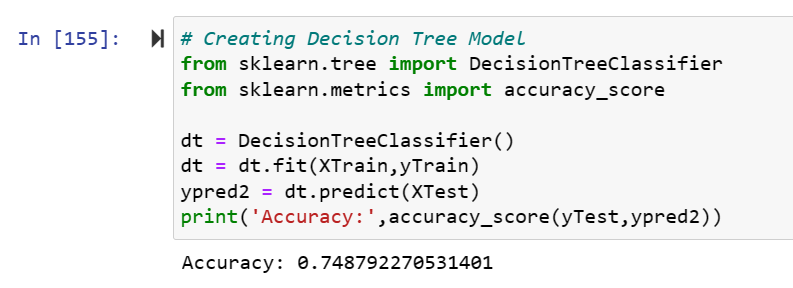 In [155]:
# Creating Decision Tree Model
from sklearn.tree import DecisionTreeClassifier
from sklearn.metrics import accuracy_score

dt = DecisionTreeClassifier()
dt = dt.fit(XTrain,yTrain)
ypred2 = dt.predict(XTest)
print('Accuracy:',accuracy_score(yTest,ypred2))
Accuracy: 0.748792270531401